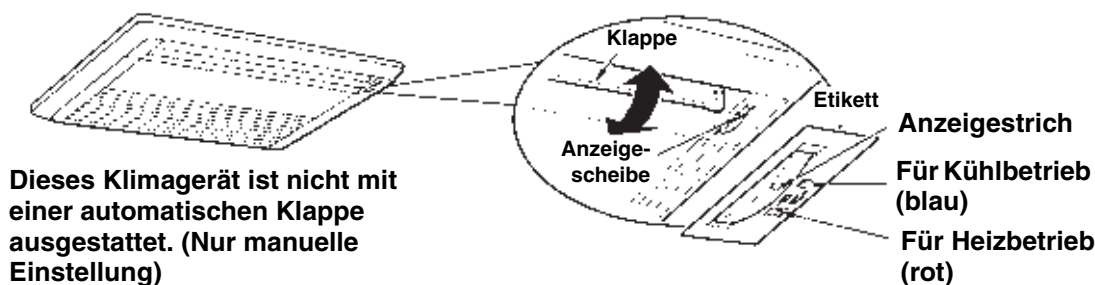 Klappe
Etikett
Anzeigestrich
Anzeige-
scheibe
Für Kühlbetrieb
(blau)
Für Heizbetrieb
(rot)
Dieses Klimagerät ist nicht mit
einer automatischen Klappe
ausgestattet. (Nur manuelle
Einstellung)